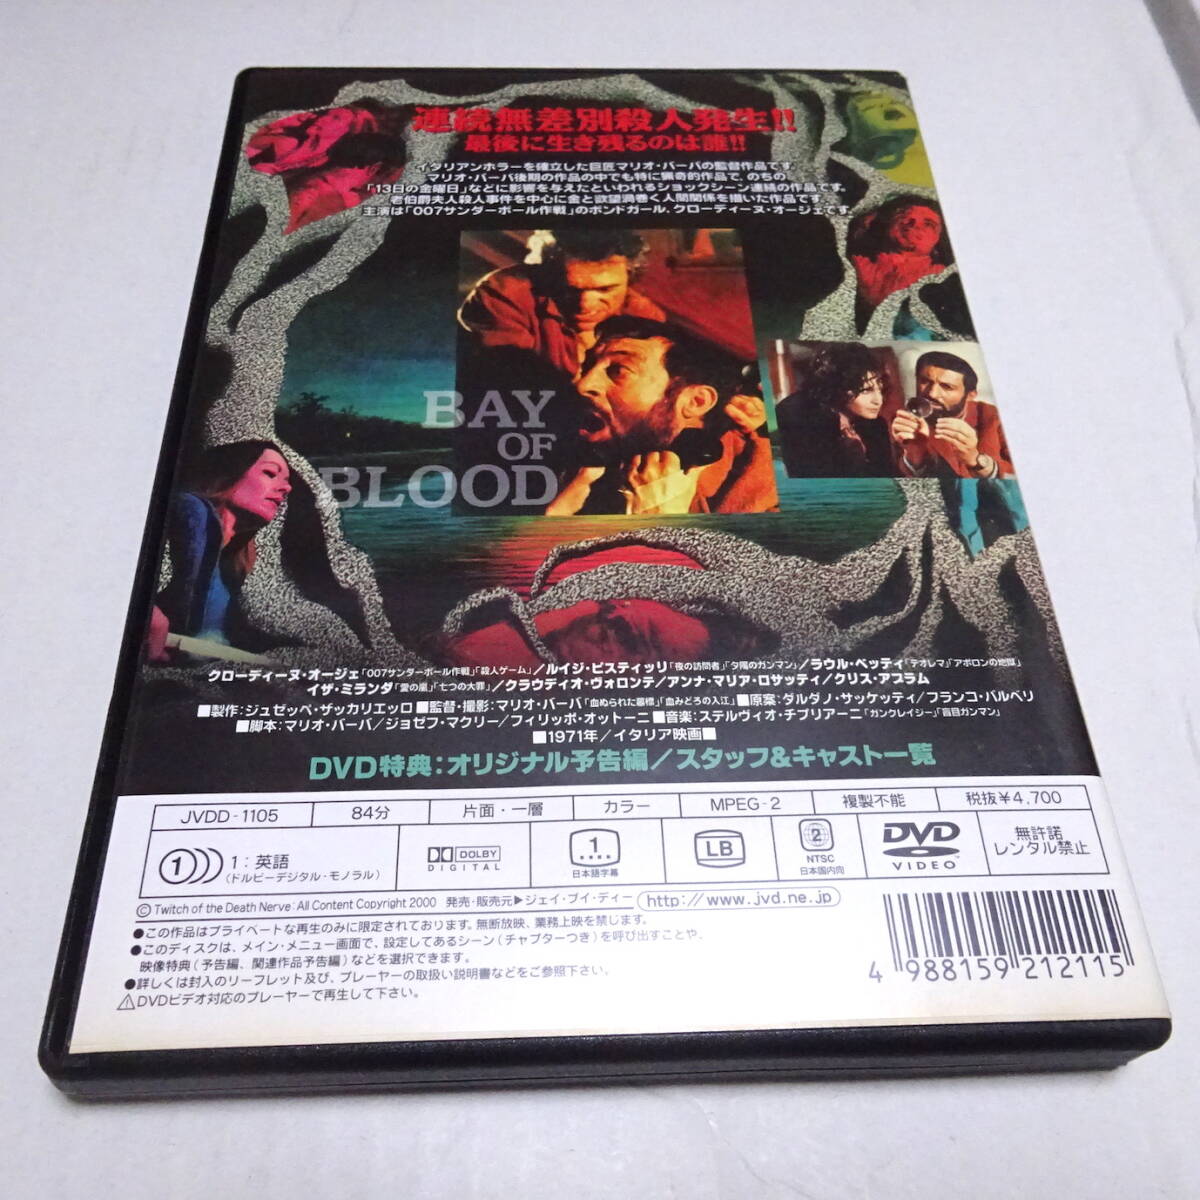 連続無差別殺人発生!!
最後に生き残るのは誰!!
イタリアンホラーを確立した巨匠マリオ・バーバの監督作品です。
マリオ・バーバ後期の作品の中でも特に猟奇的作品で、のちの
「13日の金曜日」などに影響を与えたといわれるショックシーン連続の作品です。
老伯爵夫人殺人事件を中心に金と欲望渦巻く人間関係を描いた作品です。
主演は「007サンダーボール作戦」のボンドガール、クローディーヌ・オージェです。
BAY
OF
BLOOD
クローディーヌ・オージェ「007サンダーボール作戦」「殺人ゲーム」／ルイジ・ピスティッリ「夜の訪問者」「夕陽のガンマン」／ラウル・ベッティ「テオレマ」「アポロンの地獄」
イザ・ミランダ「愛の嵐」「七つの大罪」／クラウディオ・ヴォロンテ／アンナ・マリア・ロサッティ／クリス・アブラム
■製作：ジュゼッペ・ザッカリエッロ■監督・撮影：マリオ・バーバ「血ぬられた墓標」「血みどろの入江」■原案：ダルダノ・サッケッティ／フランコ・バルベリ
■脚本：マリオ・バーバ／ジョゼフ・マクリー／フィリッポ・オットーニ■音楽：ステルヴィオ・チプリアーニ「ガンクレイジー」「盲目ガンマン」
■1971年／イタリア映画■
DVD特典：オリジナル予告編／スタッフ&キャスト一覧
JVDD-1105 84分 片面・一層 カラー MPEG-2 複製不能 税抜¥4,700
1 1：英語
(ドルビーデジタル・モノラル)
DOLBY
DIGITAL
1
日本語字幕
LB
2
NTSC
日本国内向
DVD
VIDEO
無許諾
レンタル禁止
©Twitch of the Death Nerve: All Content Copyright 2000 発売・販売元▶ジェイ・ブイ・ディー http://www.jvd.ne.jp
●この作品はプライベートな再生のみに限定されております。無断放映、業務上映を禁じます。
●このディスクは、メイン・メニュー画面で、設定してあるシーン(チャプターつき)を呼び出すことや、
映像特典(予告編、関連作品予告編)などを選択できます。
●詳しくは封入のリーフレット及び、プレーヤーの取扱い説明書などをご参照下さい。
⚠DVDビデオ対応のプレーヤーで再生して下さい。
4 988159 212115